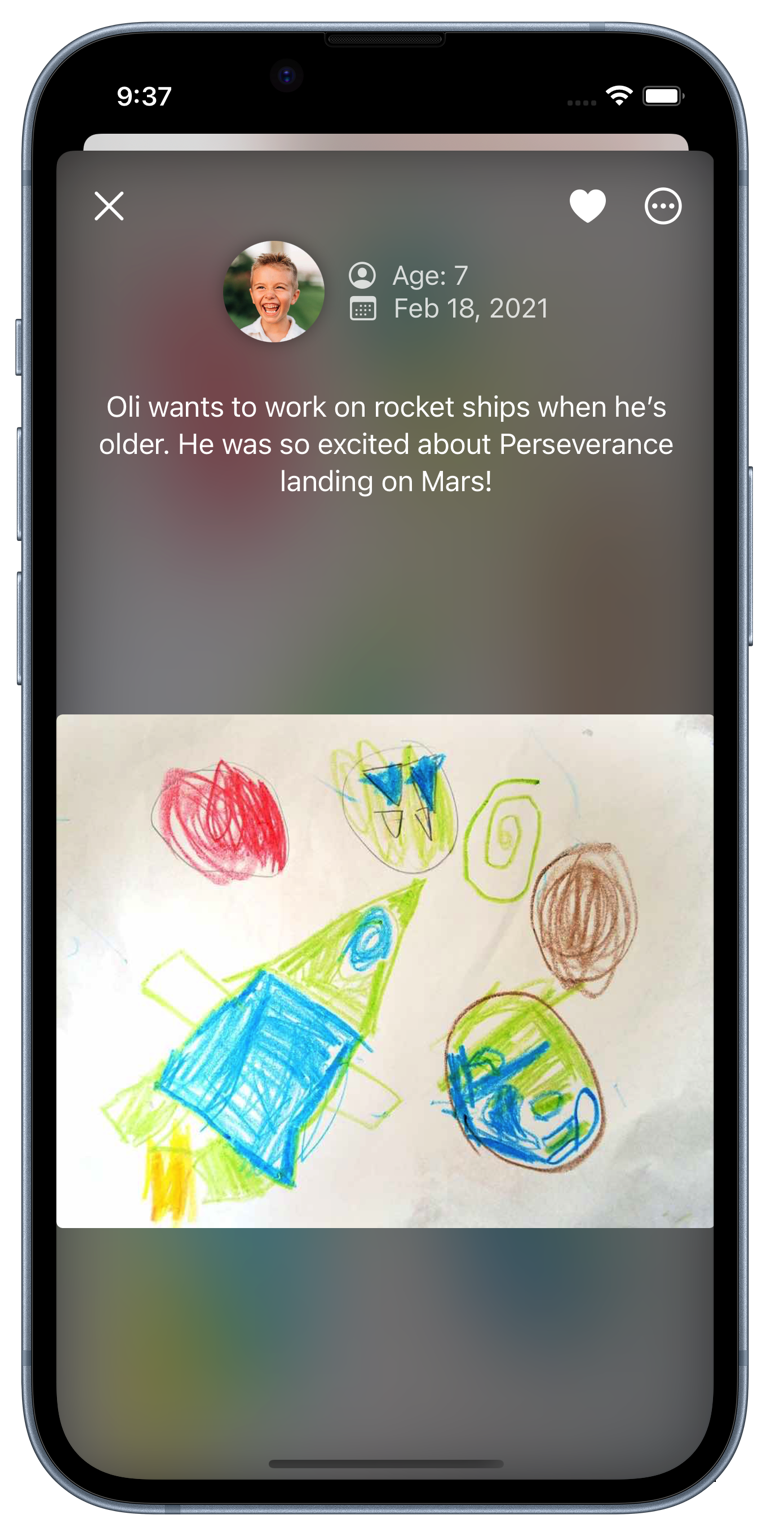 9:37
Age: 7
Feb 18, 2021
Oli wants to work on rocket ships when he’s
older. He was so excited about Perseverance
landing on Mars!